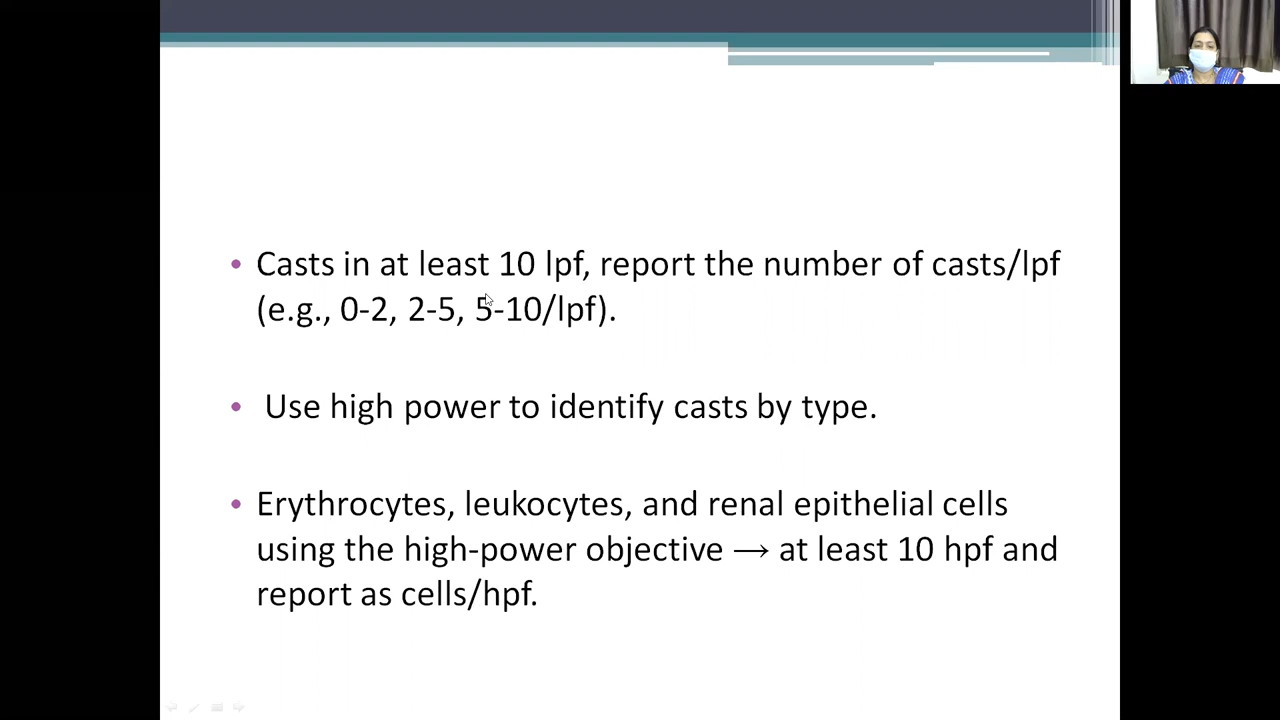 • Casts in at least 10 lpf, report the number of casts/lpf
(e.g., 0-2, 2-5, 5-10/lpf).
• Use high power to identify casts by type.
• Erythrocytes, leukocytes, and renal epithelial cells
using the high-power objective → at least 10 hpf and
report as cells/hpf.